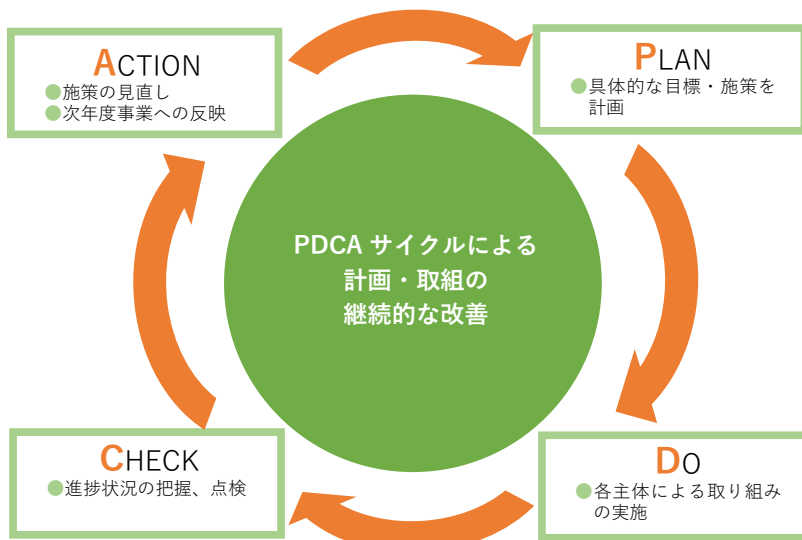 ACTION
●施策の見直し
●次年度事業への反映
PLAN
●具体的な目標・施策を
計画
PDCA サイクルによる
計画・取組の
継続的な改善
CHECK
●進捗状況の把握、点検
DO
●各主体による取り組み
の実施